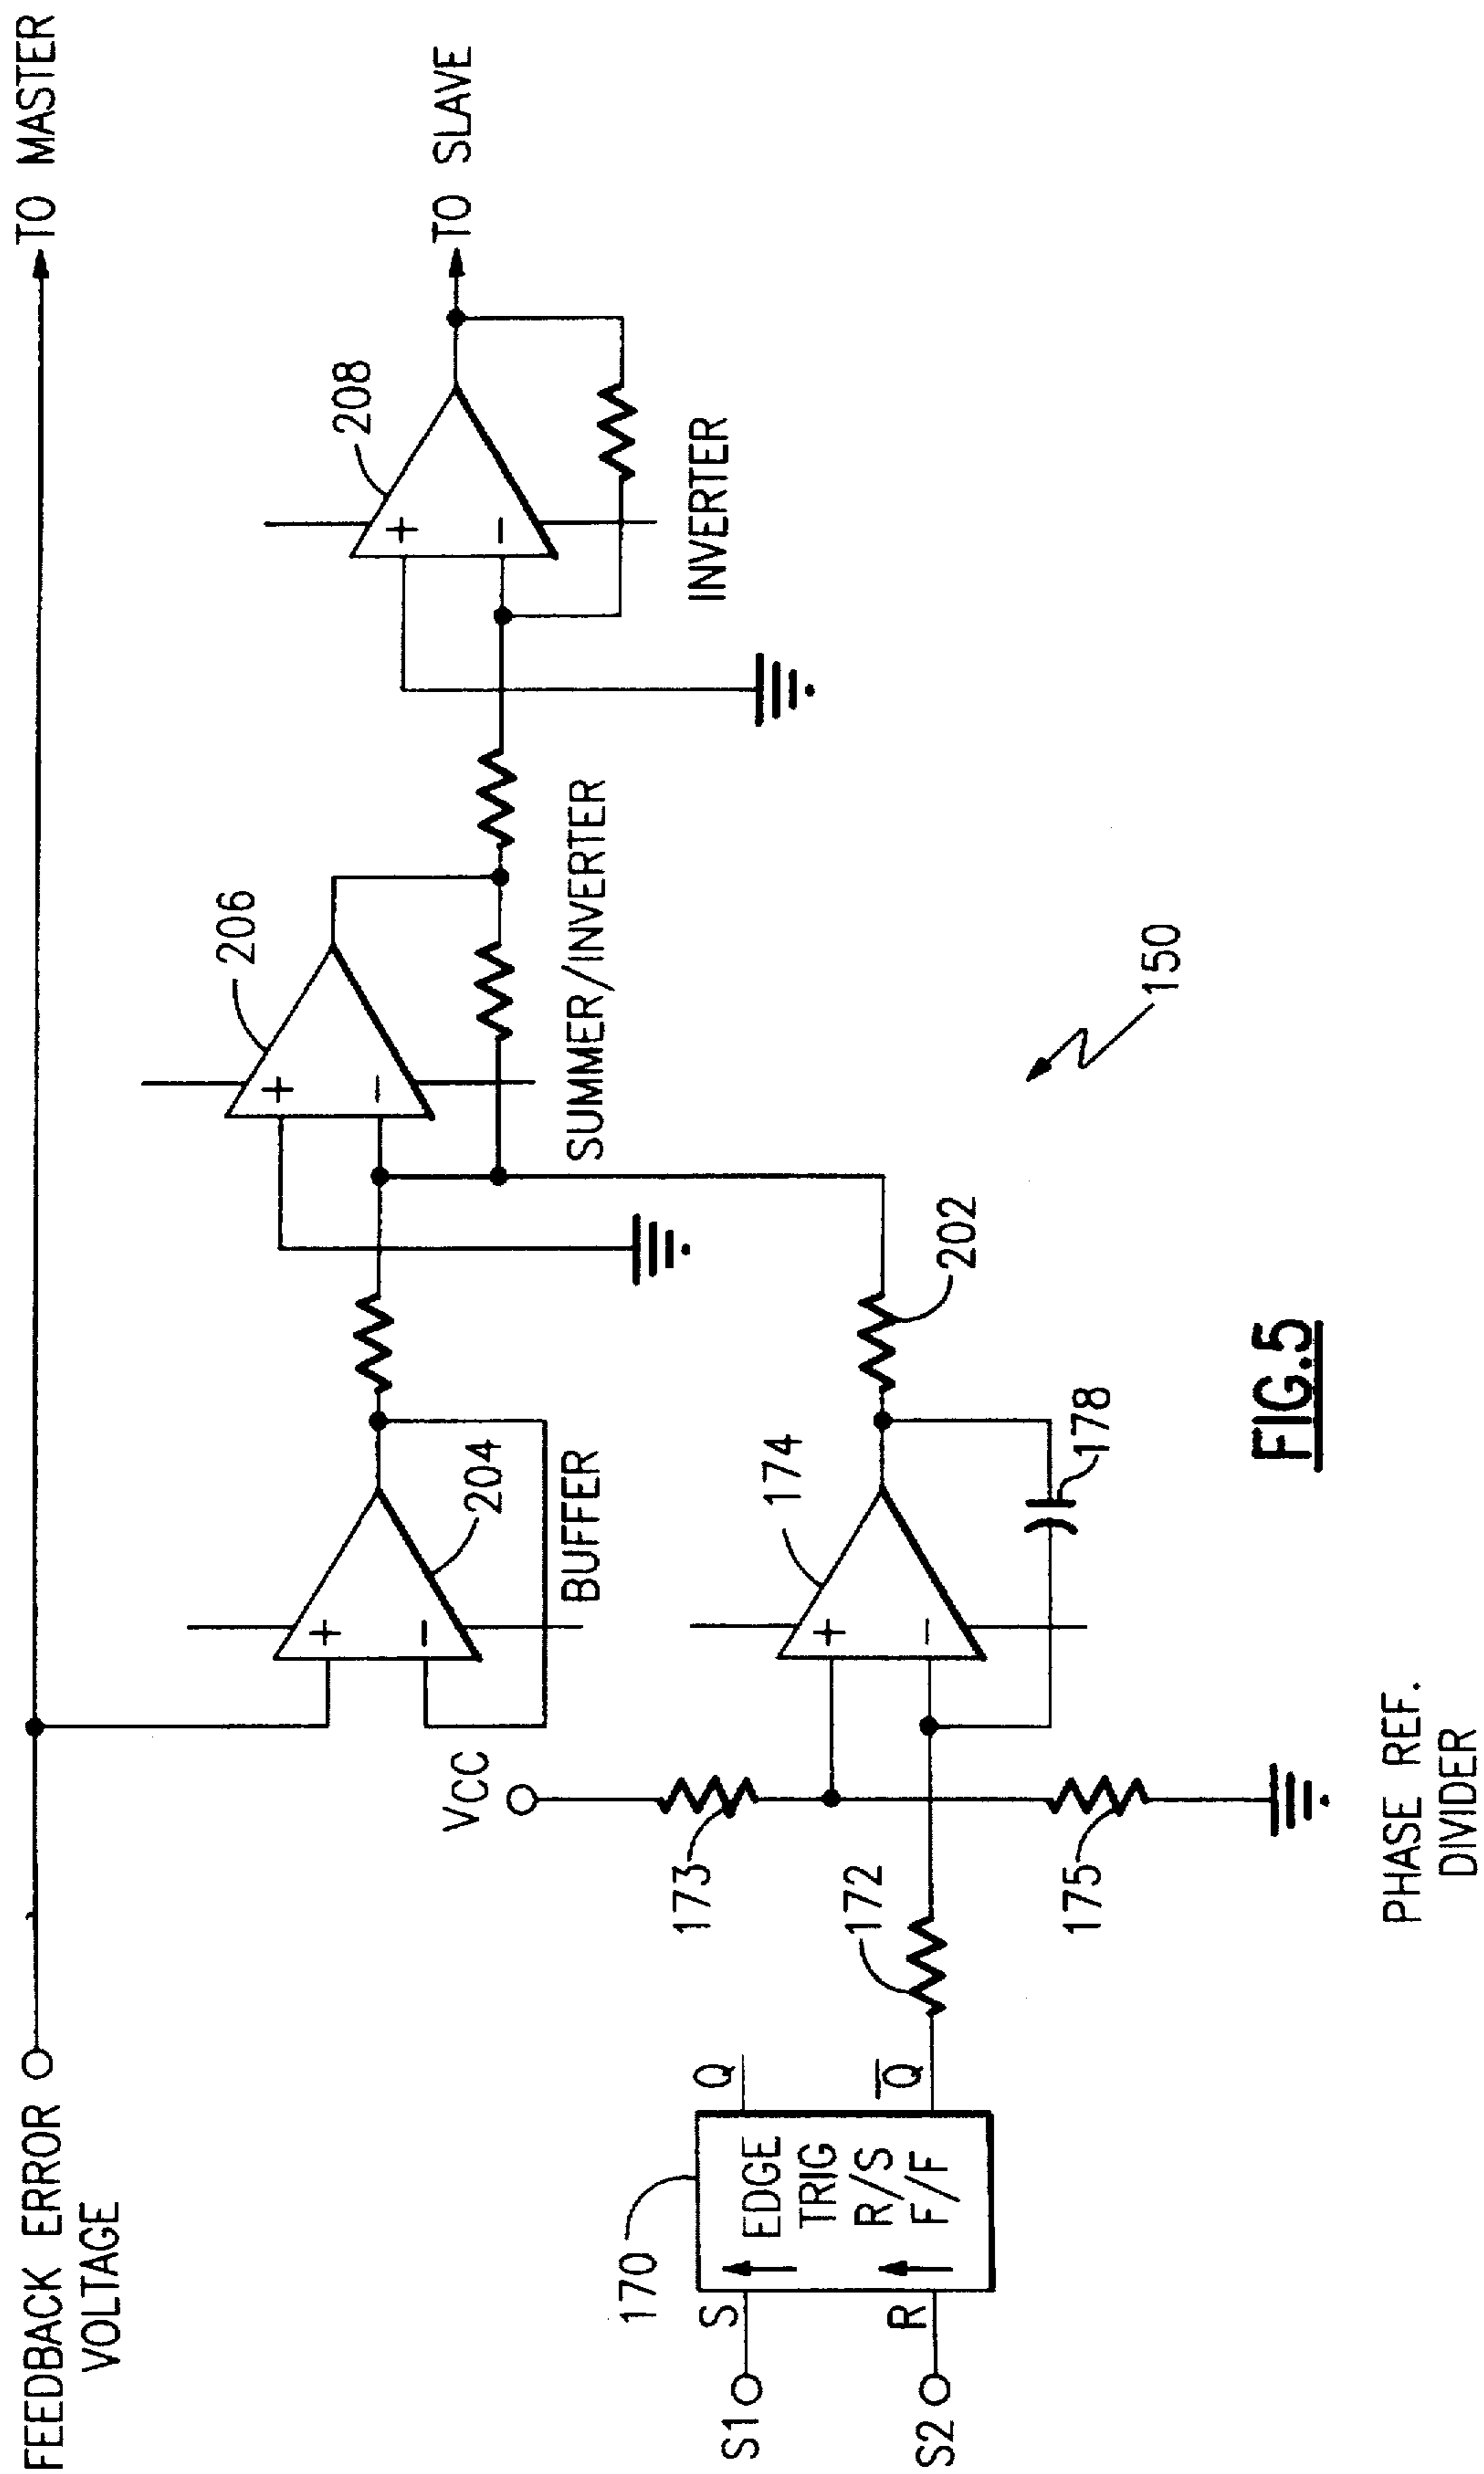 FEEDBACK ERROR
VOLTAGE
TO MASTER
TO SLAVE
208
+
−
INVERTER
206
+
−
SUMMER/INVERTER
204
+
−
BUFFER
VCC
173
174
+
−
178
202
172
175
170
S1
S
S2
R
EDGE
TRIG
R/S
F/F
Q
Q̅
PHASE REF.
DIVIDER
150
FIG.5